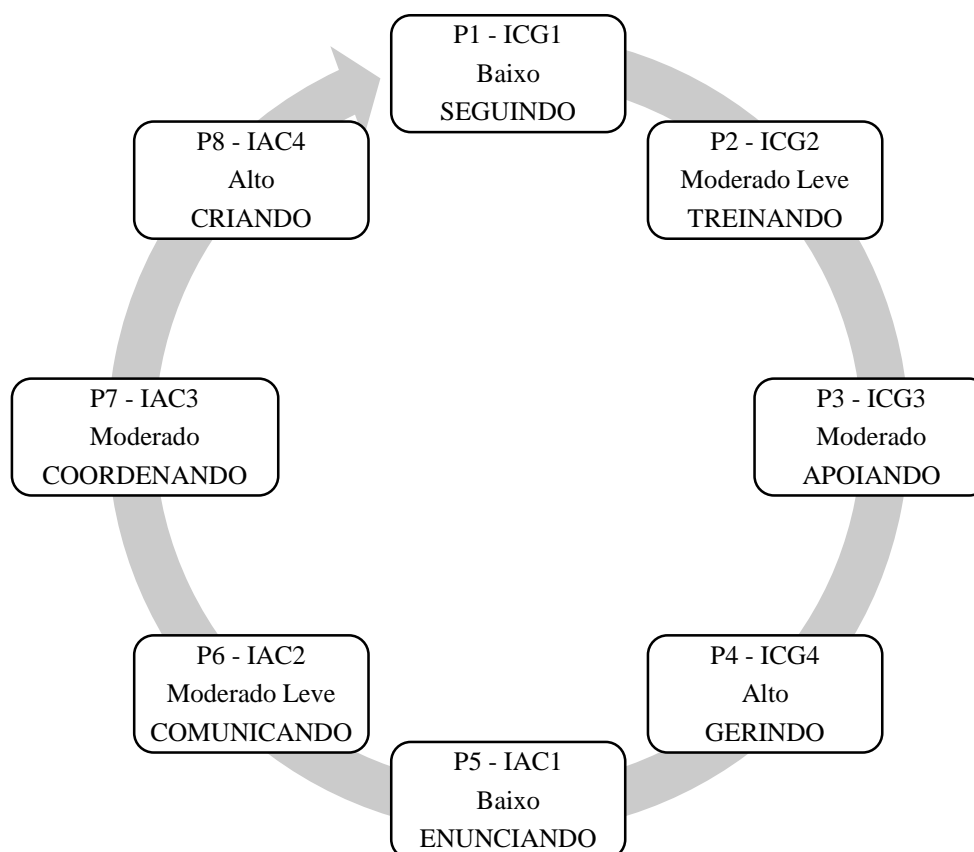 P1 - ICG1
Baixo
SEGUINDO
P2 - ICG2
Moderado Leve
TREINANDO
P3 - ICG3
Moderado
APOIANDO
P4 - ICG4
Alto
GERINDO
P5 - IAC1
Baixo
ENUNCIANDO
P6 - IAC2
Moderado Leve
COMUNICANDO
P7 - IAC3
Moderado
COORDENANDO
P8 - IAC4
Alto
CRIANDO